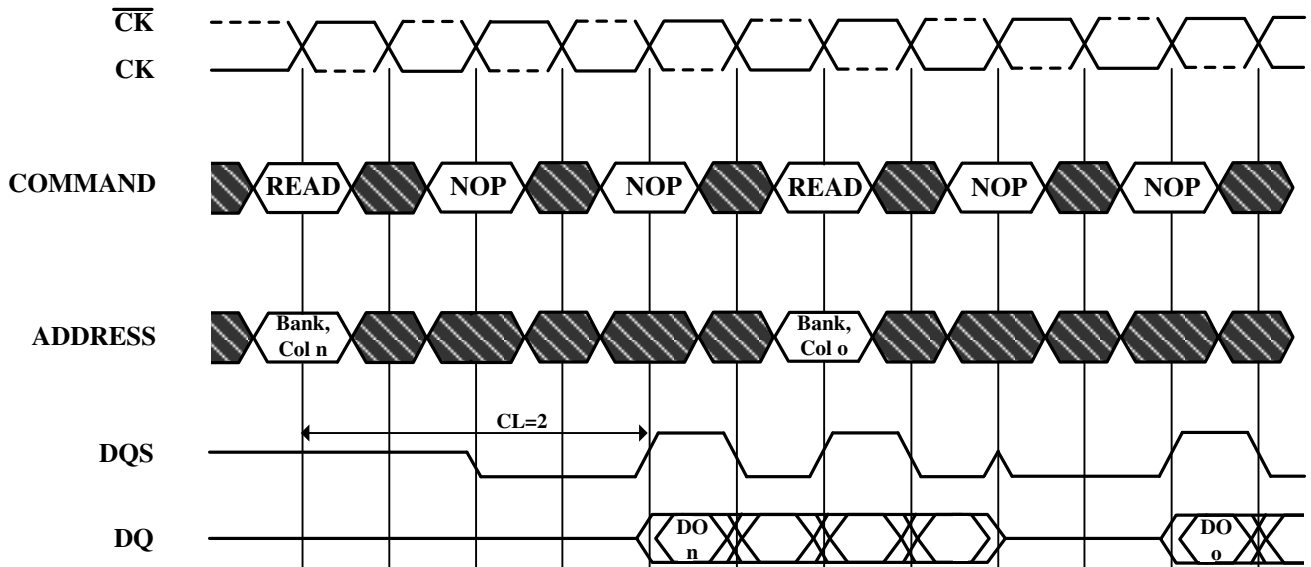 CK
CK
COMMAND READ NOP NOP READ NOP NOP
ADDRESS Bank, Col n Bank, Col o
CL=2
DQS
DQ DO n DO o